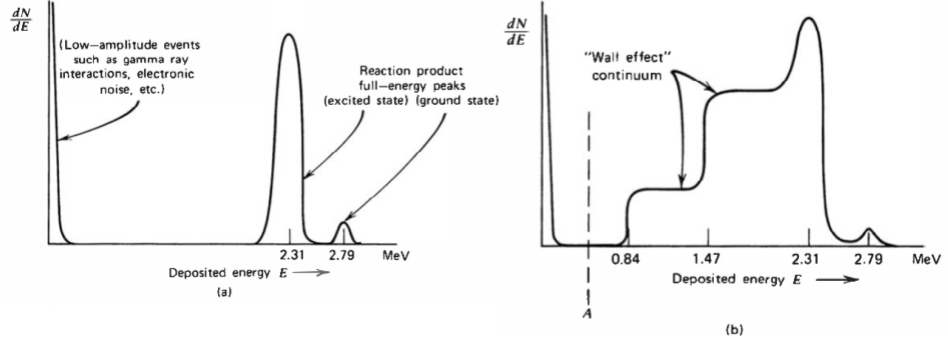 dN
dE
(Low—amplitude events
such as gamma ray
interactions, electronic
noise, etc.)
Reaction product
full—energy peaks
(excited state) (ground state)
2.31 2.79 MeV
Deposited energy E
(a)
dN
dE
"Wall effect"
continuum
0.84 1.47 2.31 2.79 MeV
Deposited energy E
A
(b)